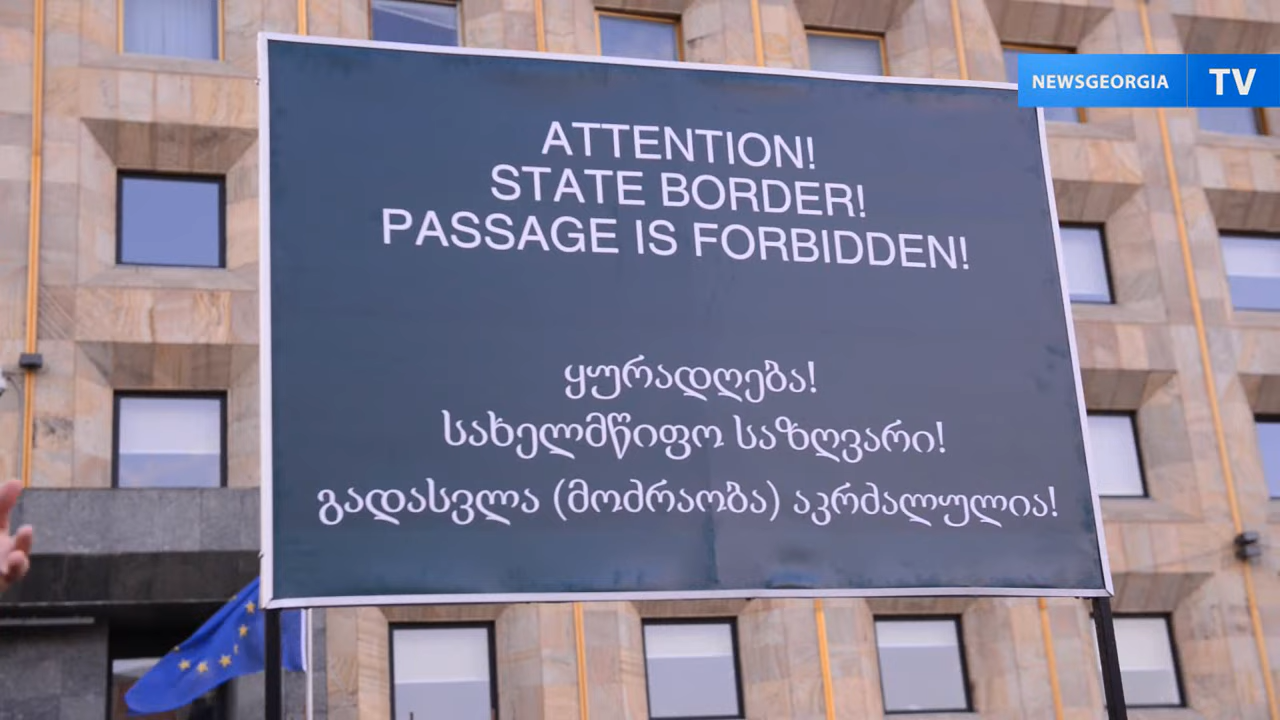 NEWSGEORGIA TV
ATTENTION!
STATE BORDER!
PASSAGE IS FORBIDDEN!
ყურადღება!
სახელმწიფო საზღვარი!
გადასვლა (მოძრაობა) აკრძალულია!